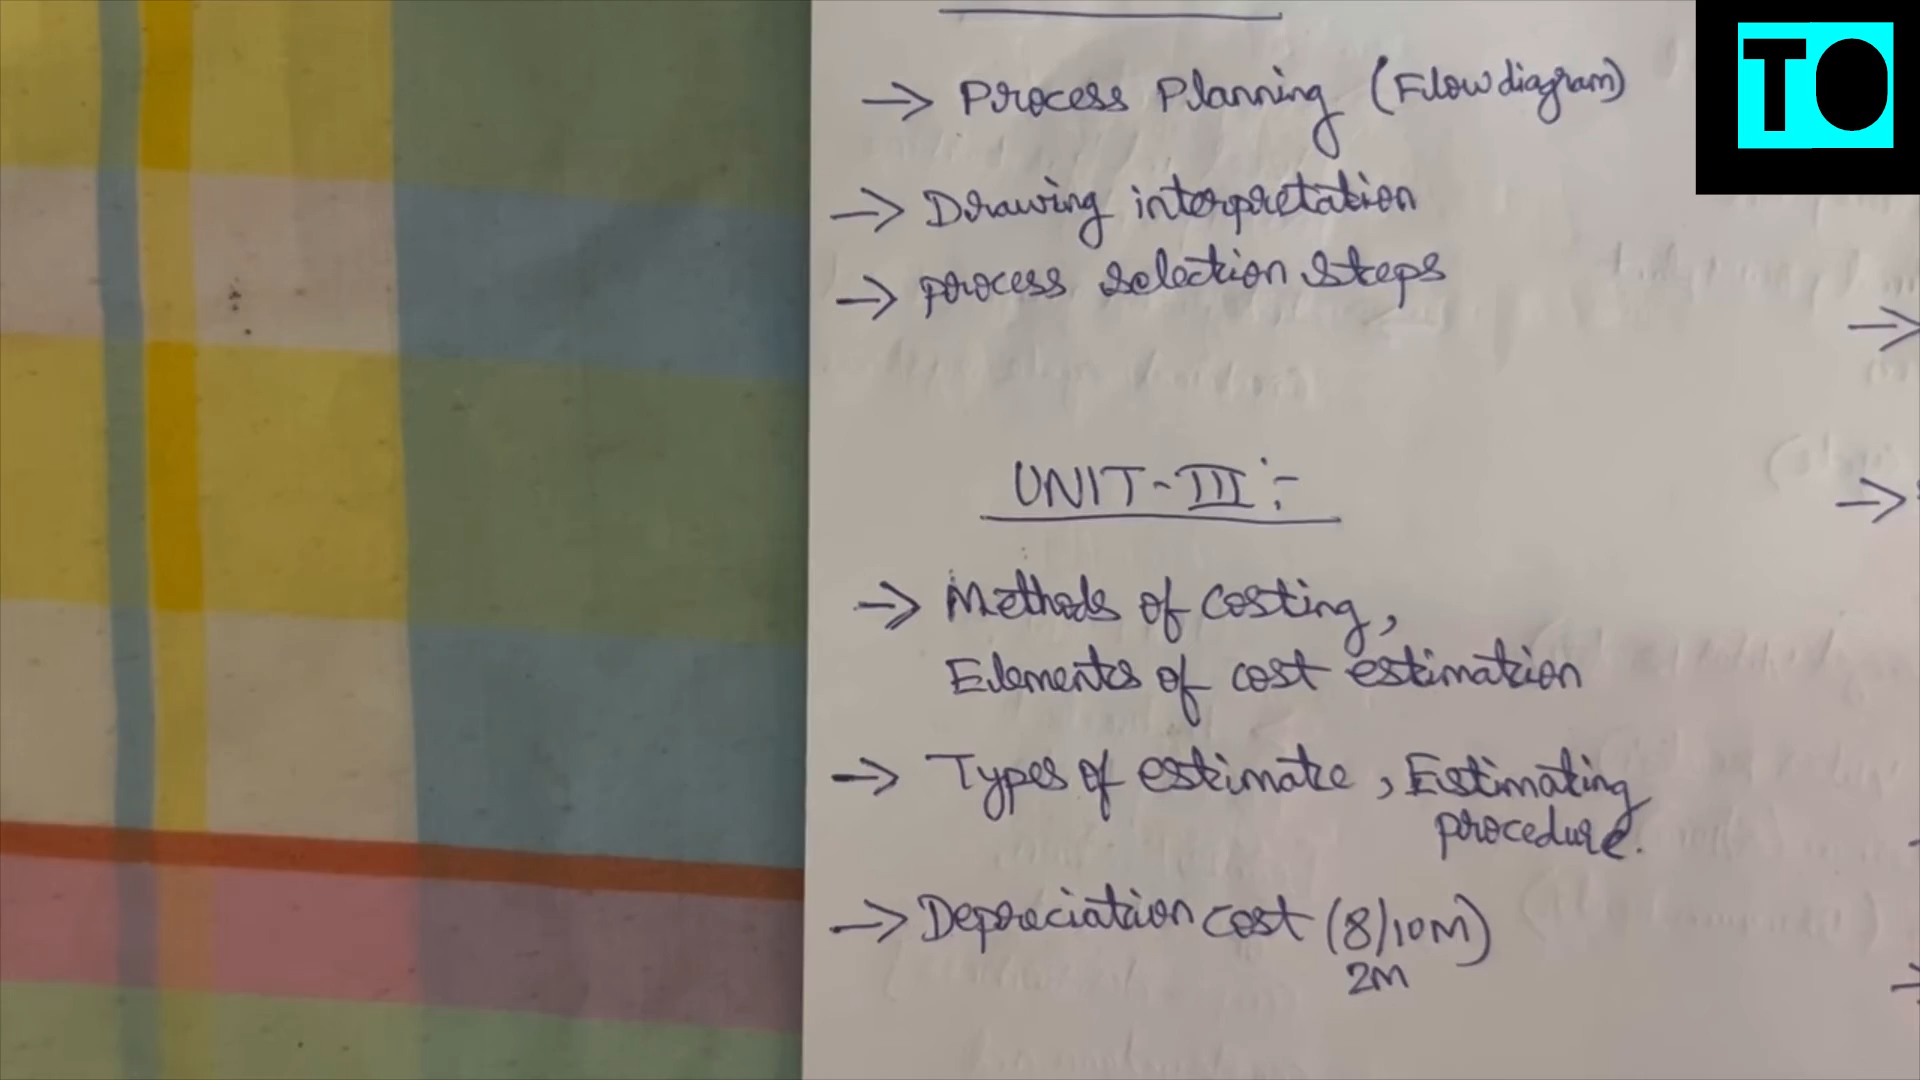 TO
→ Process Planning (Flow diagram)
→ Drawing interpretation
→ process selection steps
UNIT-III :-
→ Methods of costing,
Elements of cost estimation
→ Types of estimate, Estimating
procedure.
→ Depreciation cost (8/10M)
2M